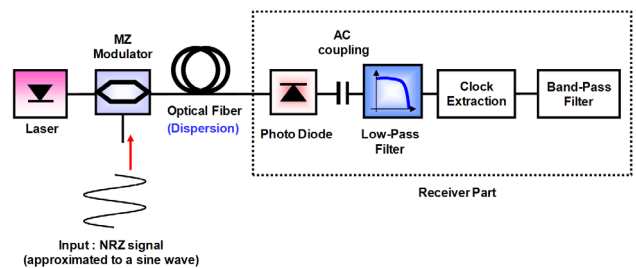 MZ
Modulator
AC
coupling
Laser
Optical Fiber
(Dispersion)
Photo Diode
Low-Pass
Filter
Clock
Extraction
Band-Pass
Filter
Receiver Part
Input : NRZ signal
(approximated to a sine wave)